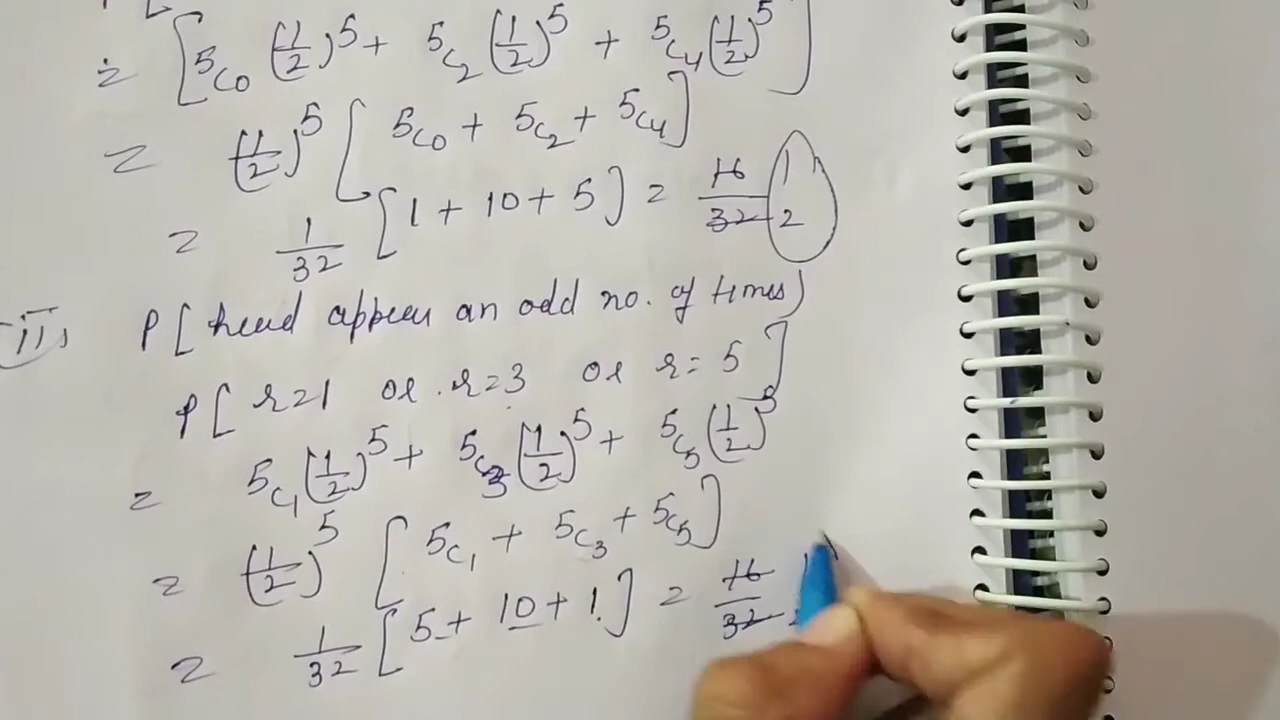 = [5C0 (1/2)^5 + 5C2 (1/2)^5 + 5C4 (1/2)^5]
= (1/2)^5 [5C0 + 5C2 + 5C4]
= 1/32 [1 + 10 + 5] = 16/32 1/2
iii) P[head appear an odd no. of times)
P[r=1 or r=3 or r=5]
= 5C1 (1/2)^5 + 5C3 (1/2)^5 + 5C5 (1/2)^5
= (1/2)^5 [5C1 + 5C3 + 5C5]
= 1/32 [5 + 10 + 1] = 16/32